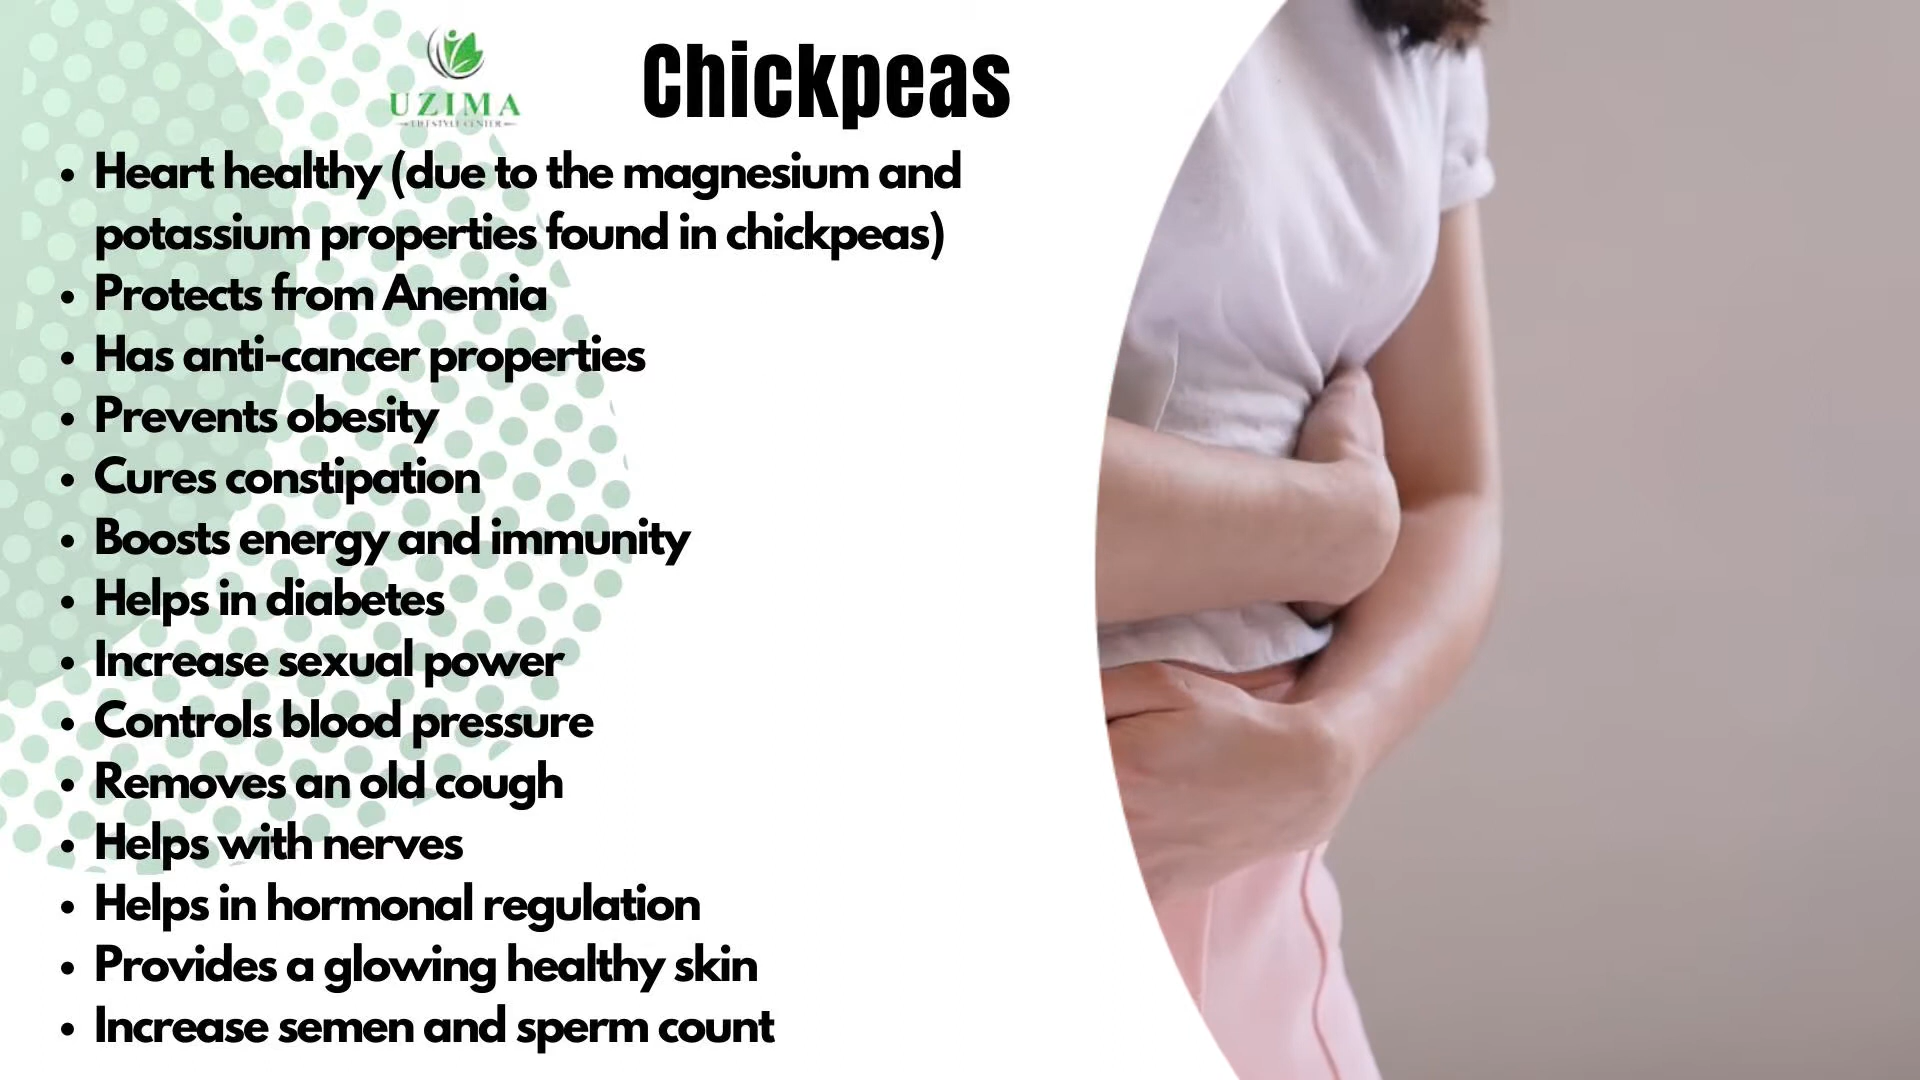 UZIMA
LIFESTYLE CENTER
Chickpeas
• Heart healthy (due to the magnesium and
potassium properties found in chickpeas)
• Protects from Anemia
• Has anti-cancer properties
• Prevents obesity
• Cures constipation
• Boosts energy and immunity
• Helps in diabetes
• Increase sexual power
• Controls blood pressure
• Removes an old cough
• Helps with nerves
• Helps in hormonal regulation
• Provides a glowing healthy skin
• Increase semen and sperm count